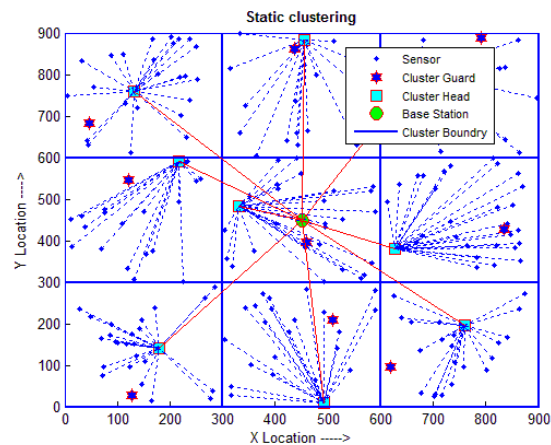 Static clustering
900
800
700
600
500
400
300
200
100
0
Y Location ---->
Sensor
Cluster Guard
Cluster Head
Base Station
Cluster Boundry
0 100 200 300 400 500 600 700 800 900
X Location ----->